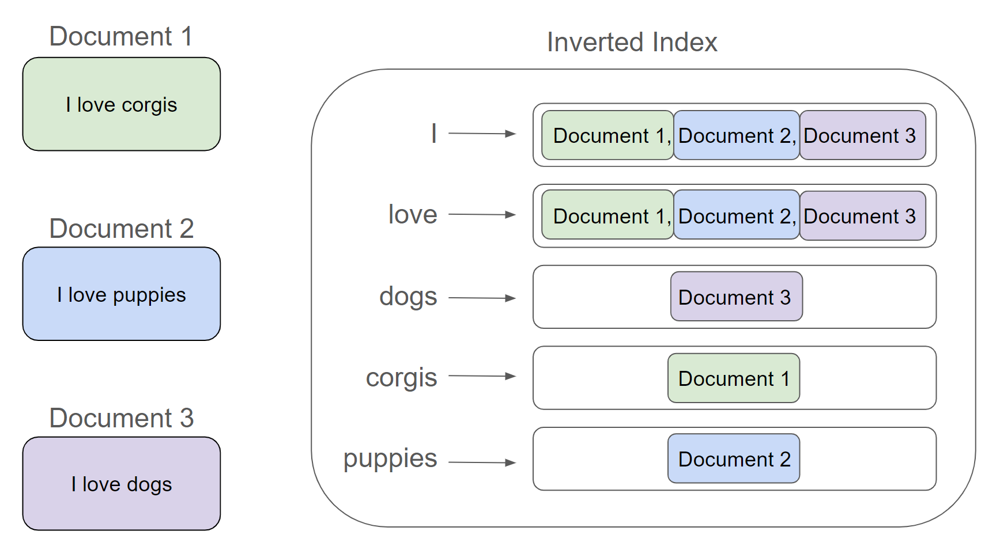 Document 1
I love corgis
Document 2
I love puppies
Document 3
I love dogs
Inverted Index
I Document 1, Document 2, Document 3
love Document 1, Document 2, Document 3
dogs Document 3
corgis Document 1
puppies Document 2